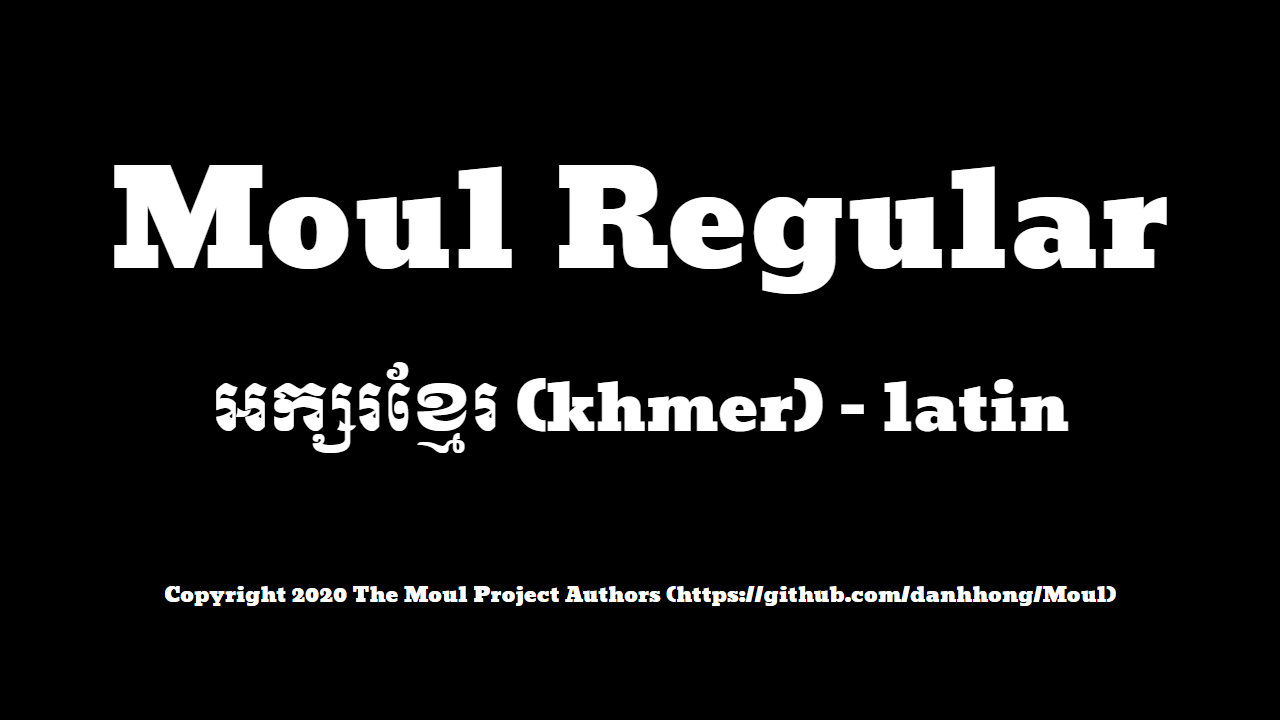 Moul Regular
អក្សរខ្មែរ (khmer) - latin
Copyright 2020 The Moul Project Authors (https://github.com/danhhong/Moul)